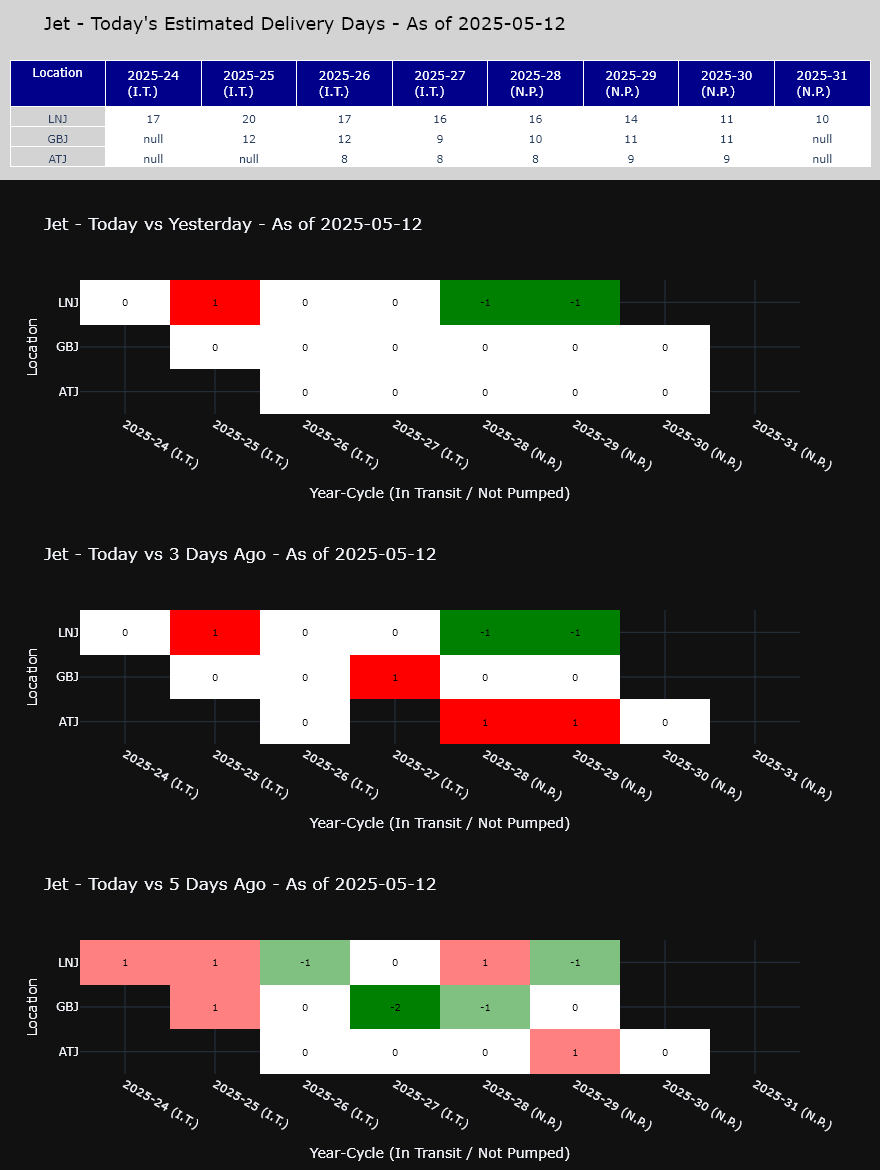 Jet - Today's Estimated Delivery Days - As of 2025-05-12
Location 2025-24 (I.T.) 2025-25 (I.T.) 2025-26 (I.T.) 2025-27 (I.T.) 2025-28 (N.P.) 2025-29 (N.P.) 2025-30 (N.P.) 2025-31 (N.P.)
LNJ 17 20 17 16 16 14 11 10
GBJ null 12 12 9 10 11 11 null
ATJ null null 8 8 8 9 9 null
Jet - Today vs Yesterday - As of 2025-05-12
Location
LNJ 0 1 0 0 -1 -1
GBJ 0 0 0 0 0 0
ATJ 0 0 0 0 0
2025-24 (I.T.) 2025-25 (I.T.) 2025-26 (I.T.) 2025-27 (I.T.) 2025-28 (N.P.) 2025-29 (N.P.) 2025-30 (N.P.) 2025-31 (N.P.)
Year-Cycle (In Transit / Not Pumped)
Jet - Today vs 3 Days Ago - As of 2025-05-12
Location
LNJ 0 1 0 0 -1 -1
GBJ 0 0 1 0 0
ATJ 0 1 1 0
2025-24 (I.T.) 2025-25 (I.T.) 2025-26 (I.T.) 2025-27 (I.T.) 2025-28 (N.P.) 2025-29 (N.P.) 2025-30 (N.P.) 2025-31 (N.P.)
Year-Cycle (In Transit / Not Pumped)
Jet - Today vs 5 Days Ago - As of 2025-05-12
Location
LNJ 1 1 -1 0 1 -1
GBJ 1 0 -2 -1 0
ATJ 0 0 0 1 0
2025-24 (I.T.) 2025-25 (I.T.) 2025-26 (I.T.) 2025-27 (I.T.) 2025-28 (N.P.) 2025-29 (N.P.) 2025-30 (N.P.) 2025-31 (N.P.)
Year-Cycle (In Transit / Not Pumped)